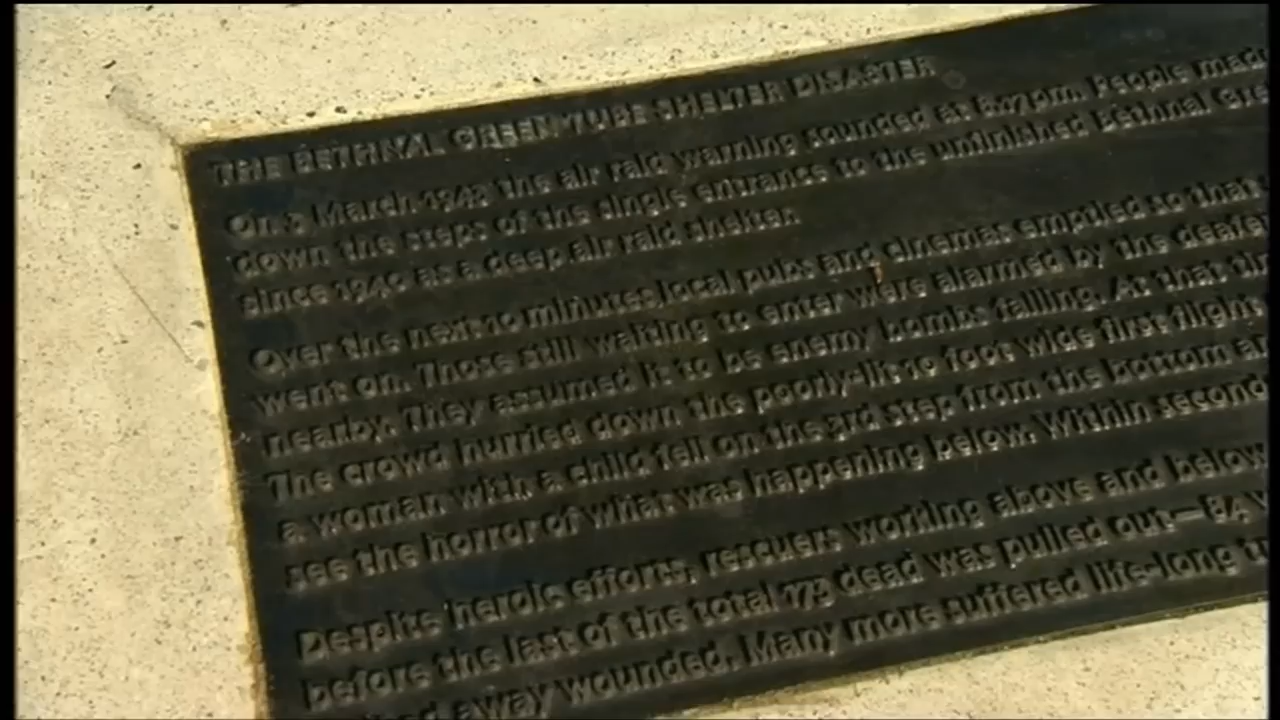 THE BETHNAL GREEN TUBE SHELTER DISASTER
On 3 March 1943 the air raid warning sounded at 8:17pm. People made
down the steps of the single entrance to the unfinished Bethnal Gre
since 1940 as a deep air raid shelter.
Over the next 10 minutes local pubs and cinemas emptied so that
went on. Those still waiting to enter were alarmed by the deafen
nearby. They assumed it to be enemy bombs falling. At that tim
The crowd hurried down the poorly-lit 10 foot wide first flight
a woman with a child fell on the 3rd step from the bottom an
see the horror of what was happening below. Within second
Despite heroic efforts, rescuers working above and below
before the last of the total 173 dead was pulled out—84
away wounded. Many more suffered life-long